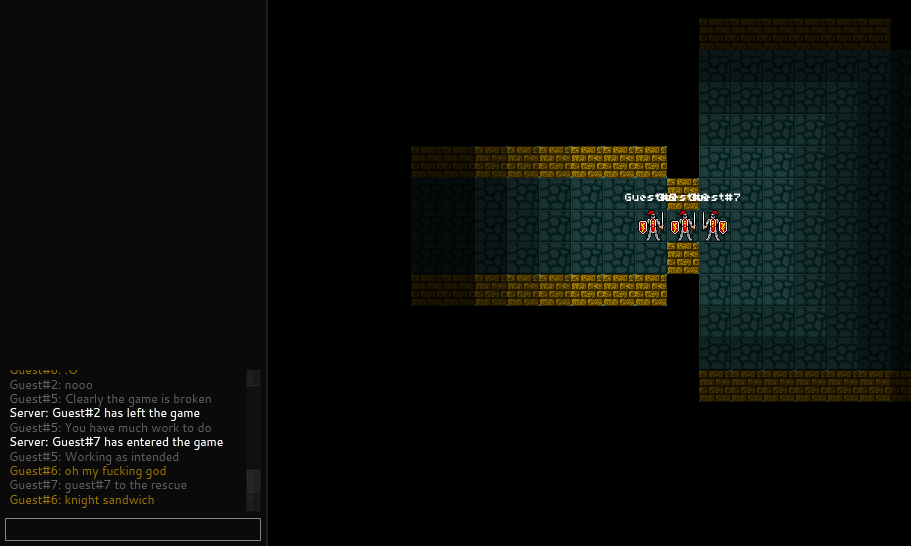 Guest#6: :O
Guest#2: nooo
Guest#5: Clearly the game is broken
Server: Guest#2 has left the game
Guest#5: You have much work to do
Server: Guest#7 has entered the game
Guest#5: Working as intended
Guest#6: oh my fucking god
Guest#7: guest#7 to the rescue
Guest#6: knight sandwich
Guest#7